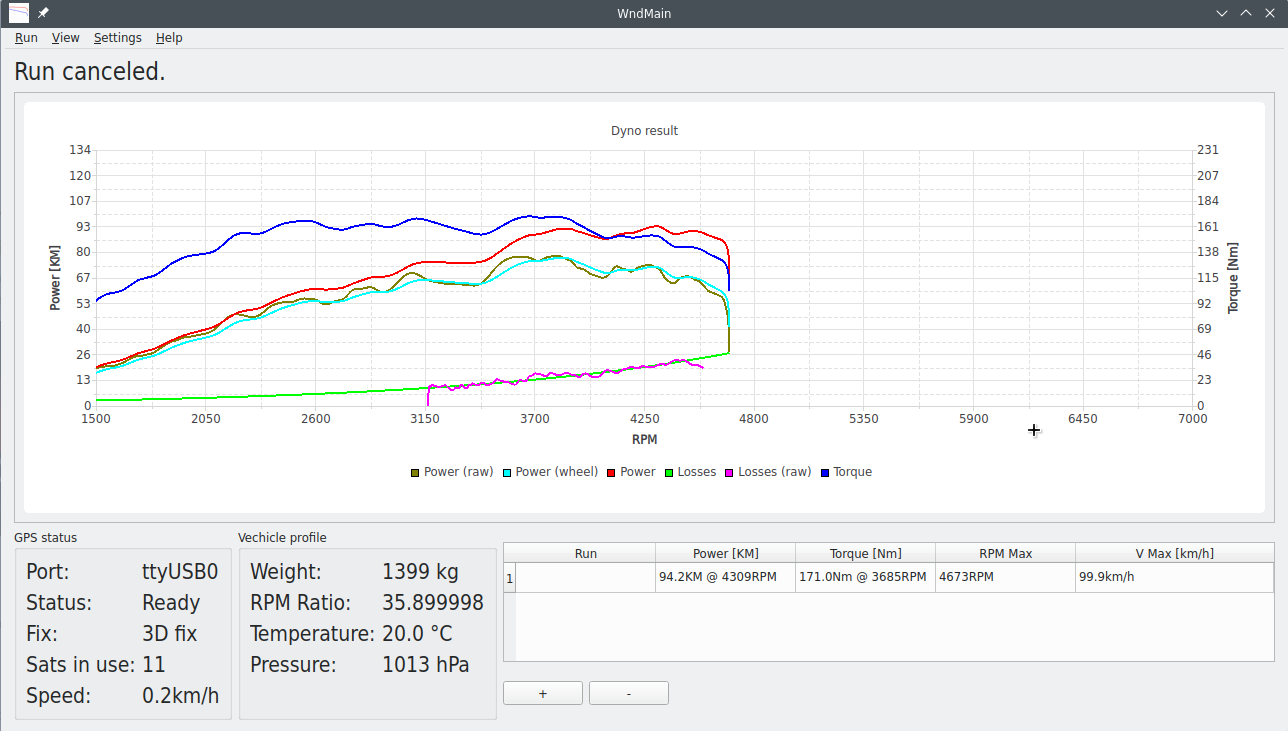 WndMain
Run View Settings Help
Run canceled.
Dyno result
134 231
120 207
107 184
93 161
80 138
67 115
53 92
40 69
26 46
13 23
0 0
Power [KM]
Torque [Nm]
1500 2050 2600 3150 3700 4250 4800 5350 5900 6450 7000
RPM
Power (raw) Power (wheel) Power Losses Losses (raw) Torque
GPS status
Port: ttyUSB0
Status: Ready
Fix: 3D fix
Sats in use: 11
Speed: 0.2km/h
Vechicle profile
Weight: 1399 kg
RPM Ratio: 35.899998
Temperature: 20.0 °C
Pressure: 1013 hPa
Run Power [KM] Torque [Nm] RPM Max V Max [km/h]
1 94.2KM @ 4309RPM 171.0Nm @ 3685RPM 4673RPM 99.9km/h
+ -